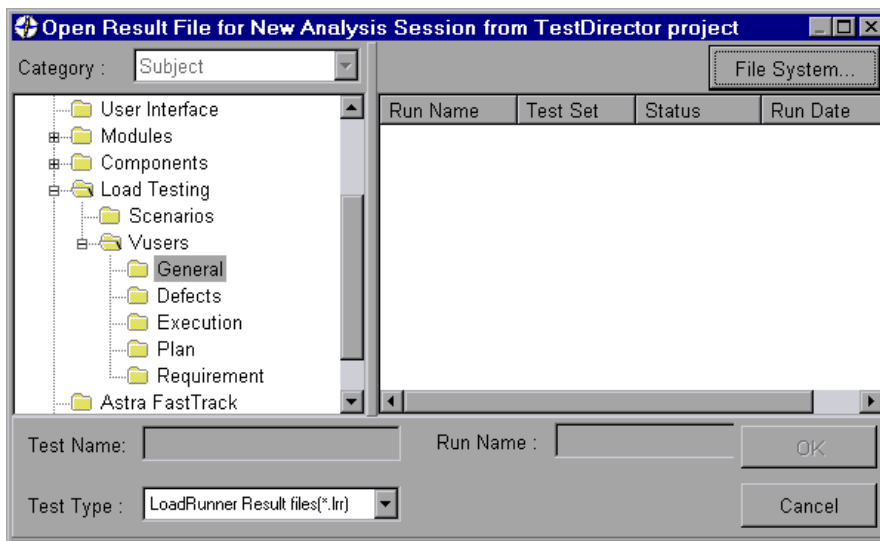 Open Result File for New Analysis Session from TestDirector project
Category : Subject
File System...
User Interface
Modules
Components
Load Testing
Scenarios
Vusers
General
Defects
Execution
Plan
Requirement
Astra FastTrack
Run Name Test Set Status Run Date
Test Name: Run Name :
OK
Test Type : LoadRunner Result files(*.lrr)
Cancel